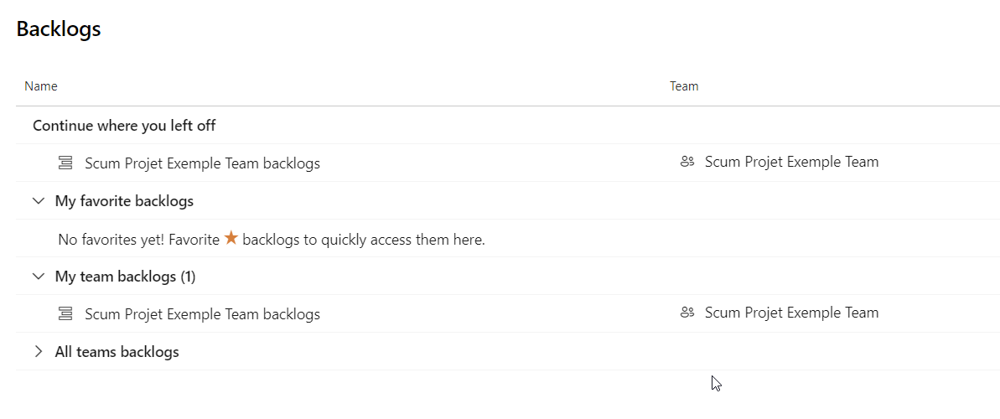 Backlogs
Name Team
Continue where you left off
Scum Projet Exemple Team backlogs Scum Projet Exemple Team
My favorite backlogs
No favorites yet! Favorite ★ backlogs to quickly access them here.
My team backlogs (1)
Scum Projet Exemple Team backlogs Scum Projet Exemple Team
All teams backlogs